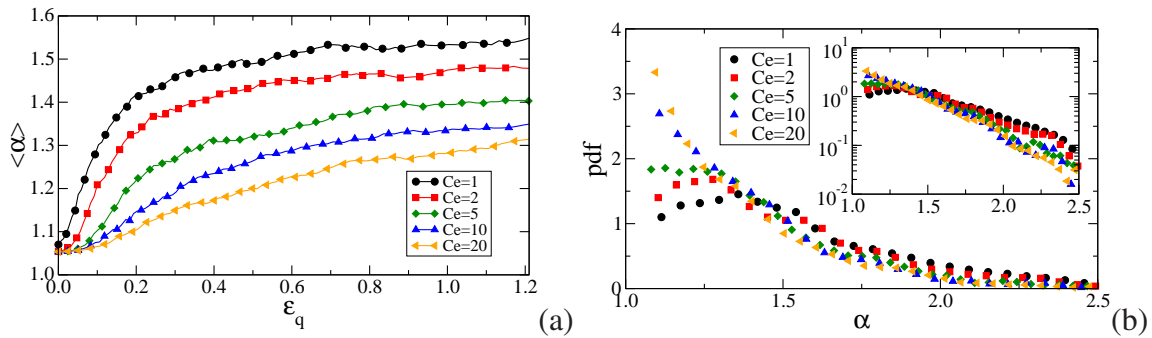 1.6
1.5
1.4
1.3
1.2
1.1
1.0
<α>
0.0 0.2 0.4 0.6 0.8 1.0 1.2
ε_q
Ce=1
Ce=2
Ce=5
Ce=10
Ce=20
(a)
4
3
2
1
0
pdf
1.0 1.5 2.0 2.5
α
Ce=1
Ce=2
Ce=5
Ce=10
Ce=20
10^1
10^0
10^-1
10^-2
1.0 1.5 2.0 2.5
(b)